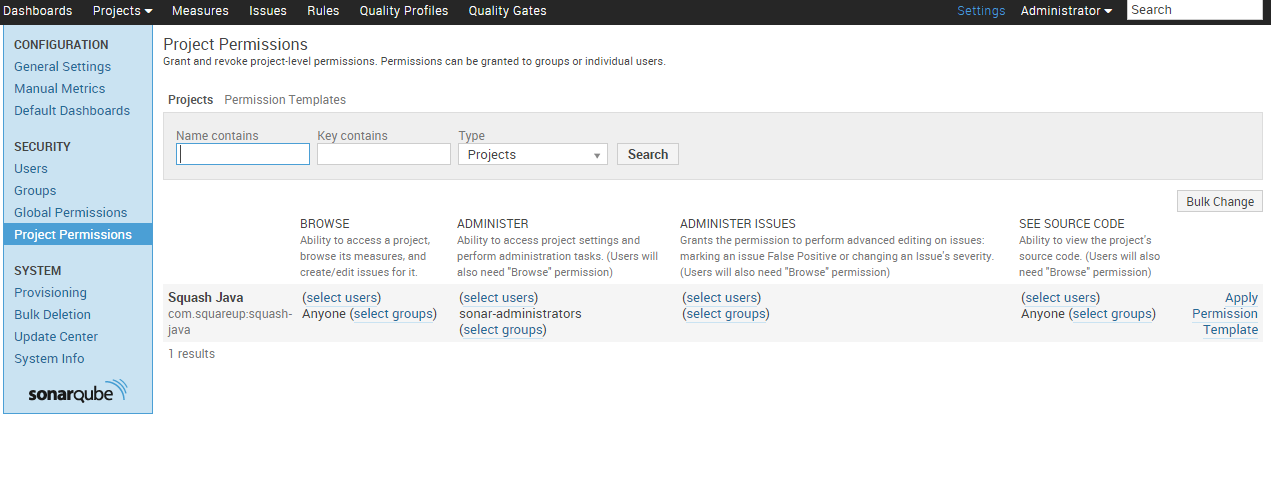 Dashboards Projects Measures Issues Rules Quality Profiles Quality Gates Settings Administrator Search
CONFIGURATION
General Settings
Manual Metrics
Default Dashboards
SECURITY
Users
Groups
Global Permissions
Project Permissions
SYSTEM
Provisioning
Bulk Deletion
Update Center
System Info
sonarqube
Project Permissions
Grant and revoke project-level permissions. Permissions can be granted to groups or individual users.
Projects Permission Templates
Name contains Key contains Type
Projects Search
Bulk Change
BROWSE ADMINISTER ADMINISTER ISSUES SEE SOURCE CODE
Ability to access a project, Ability to access project settings and Grants the permission to perform advanced editing on issues: Ability to view the project's
browse its measures, and perform administration tasks. (Users will marking an issue False Positive or changing an Issue's severity. source code. (Users will also
create/edit issues for it. also need "Browse" permission) (Users will also need "Browse" permission) need "Browse" permission)
Squash Java (select users) (select users) (select users) (select users) Apply
com.squareup:squash- Anyone (select groups) sonar-administrators (select groups) Anyone (select groups) Permission
java (select groups) Template
1 results